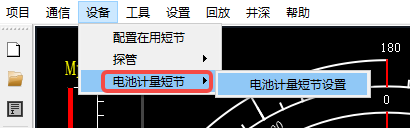 项目 通信 设备 工具 设置 回放 井深 帮助
配置在用短节
180
探管
电池计量短节 电池计量短节设置
0